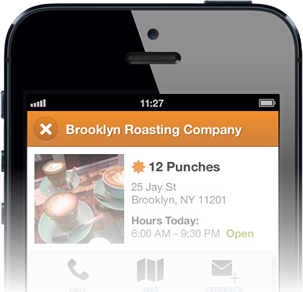 11:27
Brooklyn Roasting Company
12 Punches
25 Jay St
Brooklyn, NY 11201
Hours Today:
6:00 AM - 9:30 PM Open
CALL MAP FEEDBACK